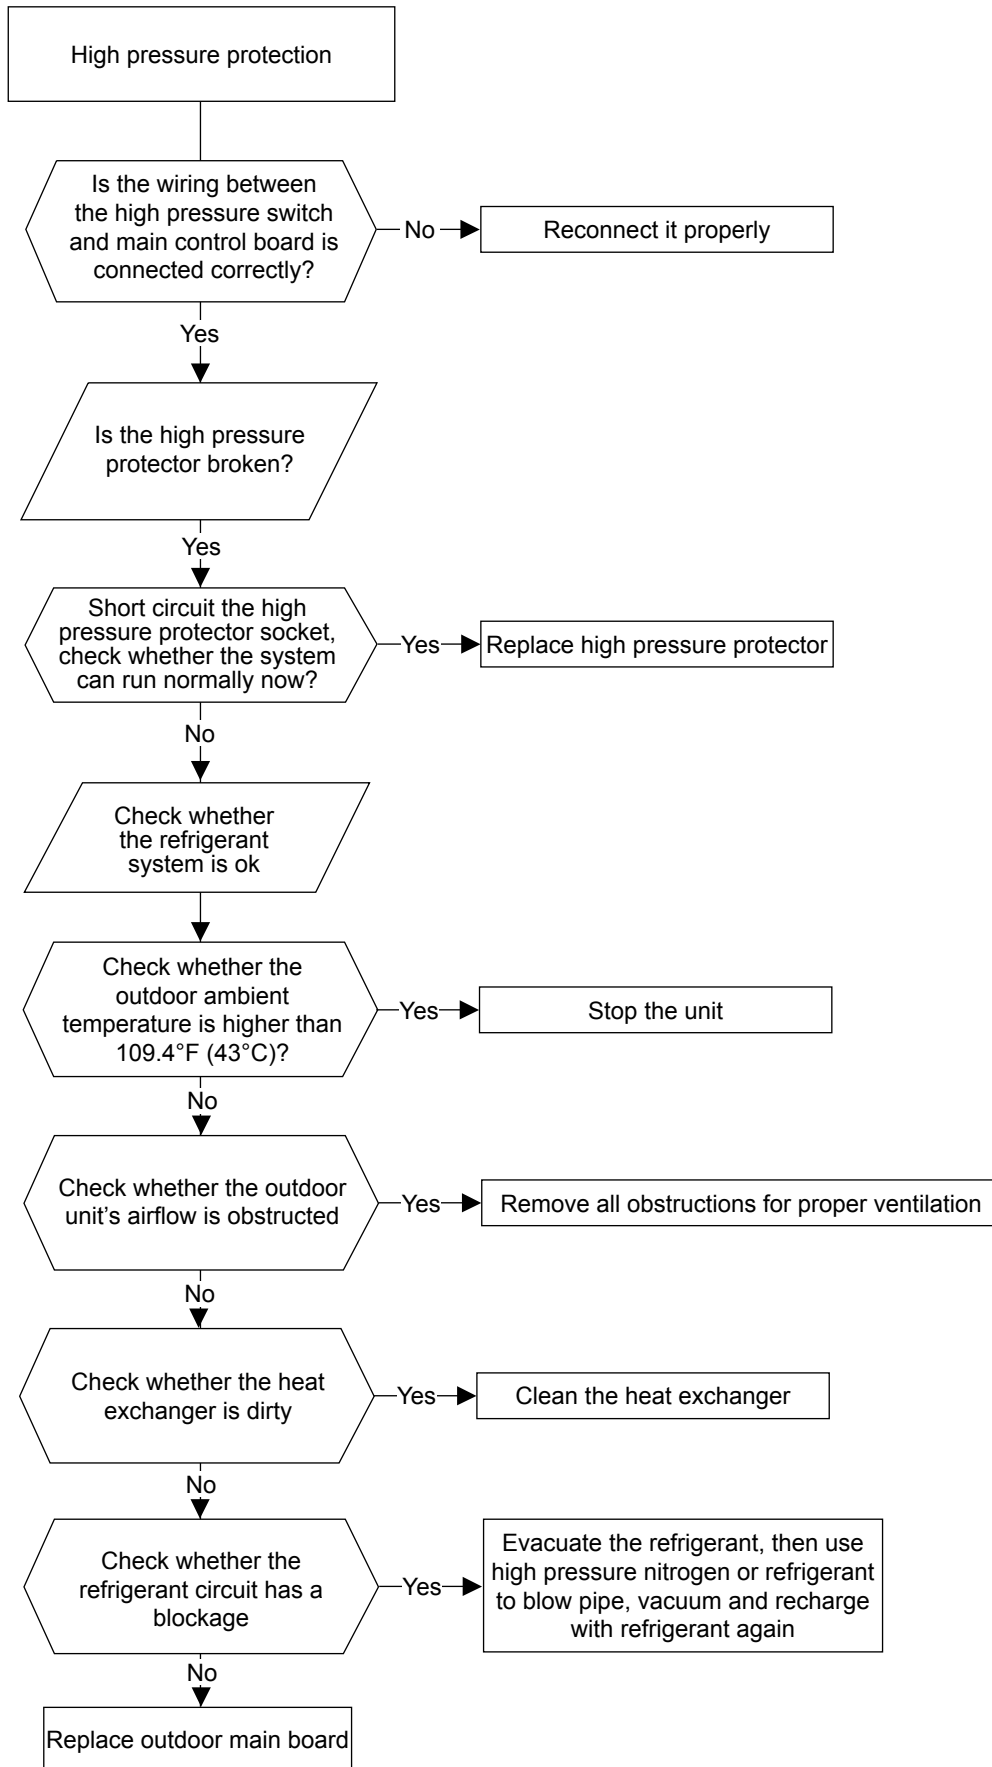 High pressure protection
Is the wiring between
the high pressure switch
and main control board is
connected correctly?
No
Reconnect it properly
Yes
Is the high pressure
protector broken?
Yes
Short circuit the high
pressure protector socket,
check whether the system
can run normally now?
Yes
Replace high pressure protector
No
Check whether
the refrigerant
system is ok
Check whether the
outdoor ambient
temperature is higher than
109.4°F (43°C)?
Yes
Stop the unit
No
Check whether the outdoor
unit's airflow is obstructed
Yes
Remove all obstructions for proper ventilation
No
Check whether the heat
exchanger is dirty
Yes
Clean the heat exchanger
No
Check whether the
refrigerant circuit has a
blockage
Yes
Evacuate the refrigerant, then use
high pressure nitrogen or refrigerant
to blow pipe, vacuum and recharge
with refrigerant again
No
Replace outdoor main board